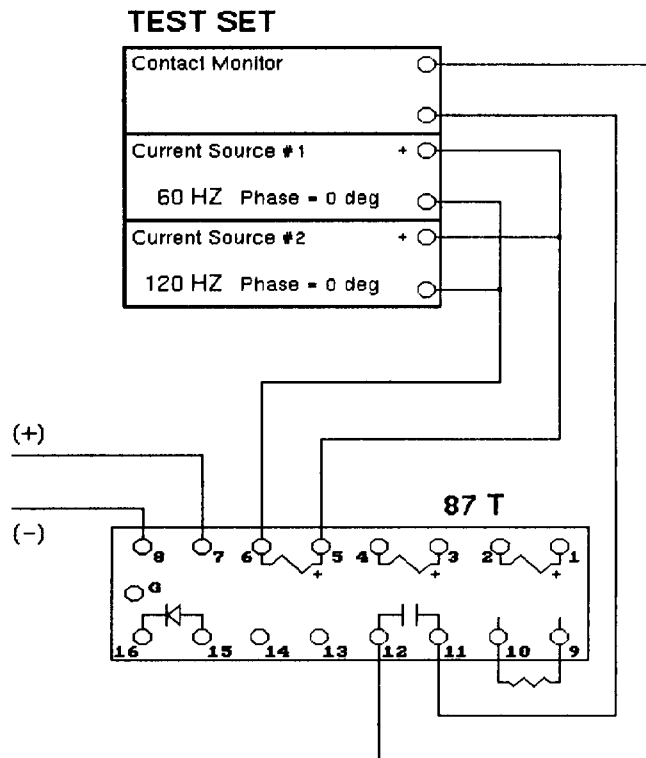 TEST SET
Contact Monitor
Current Source #1 +
60 HZ Phase = 0 deg
Current Source #2 +
120 HZ Phase = 0 deg
(+)
(-)
87 T
8 7 6 5 4 3 2 1
+ + +
G
16 15 14 13 12 11 10 9